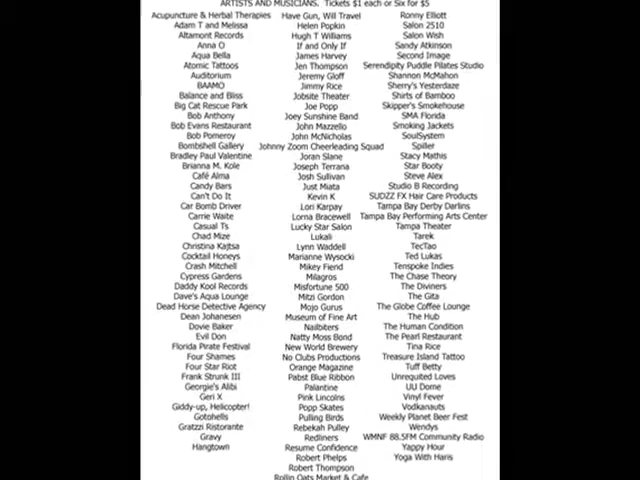 ARTISTS AND MUSICIANS. Tickets $1 each or Six for $5
Acupuncture & Herbal Therapies
Adam T and Melissa
Altamont Records
Anna O
Aqua Bella
Atomic Tattoos
Auditorium
BAAMO
Balance and Bliss
Big Cat Rescue Park
Bob Anthony
Bob Evans Restaurant
Bob Pomeroy
Bombshell Gallery
Bradley Paul Valentine
Brianna M. Kole
Café Alma
Candy Bars
Can't Do It
Car Bomb Driver
Carrie Waite
Casual Ts
Chad Mize
Christina Kajtsa
Cocktail Honeys
Crash Mitchell
Cypress Gardens
Daddy Kool Records
Dave's Aqua Lounge
Dead Horse Detective Agency
Dean Johanesen
Dovie Baker
Evil Don
Florida Pirate Festival
Four Shames
Four Star Riot
Frank Strunk III
Georgie's Alibi
Geri X
Giddy-up, Helicopter!
Gotohells
Gratzzi Ristorante
Gravy
Hangtown
Have Gun, Will Travel
Helen Popkin
Hugh T Williams
If and Only If
James Harvey
Jen Thompson
Jeremy Gloff
Jimmy Rice
Jobsite Theater
Joe Popp
Joey Sunshine Band
John Mazzello
John McNicholas
Johnny Zoom Cheerleading Squad
Joran Slane
Joseph Terrana
Josh Sullivan
Just Miata
Kevin K
Lori Karpay
Lorna Bracewell
Lucky Star Salon
Lukali
Lynn Waddell
Marianne Wysocki
Mikey Fiend
Milagros
Misfortune 500
Mitzi Gordon
Mojo Gurus
Museum of Fine Art
Nailbiters
Natty Moss Bond
New World Brewery
No Clubs Productions
Orange Magazine
Pabst Blue Ribbon
Palantine
Pink Lincolns
Popp Skates
Pulling Birds
Rebekah Pulley
Redliners
Resume Confidence
Robert Phelps
Robert Thompson
Rollin Oats Market & Cafe
Ronny Elliott
Salon 2510
Salon Wish
Sandy Atkinson
Second Image
Serendipity Puddle Pilates Studio
Shannon McMahon
Sherry's Yesterdaze
Shirts of Bamboo
Skipper's Smokehouse
SMA Florida
Smoking Jackets
SoulSystem
Spiller
Stacy Mathis
Star Booty
Steve Alex
Studio B Recording
SUDZZ FX Hair Care Products
Tampa Bay Derby Darlins
Tampa Bay Performing Arts Center
Tampa Theater
Tarek
TecTao
Ted Lukas
Tenspoke Indies
The Chase Theory
The Diviners
The Gita
The Globe Coffee Lounge
The Hub
The Human Condition
The Pearl Restaurant
Tina Rice
Treasure Island Tattoo
Tuff Betty
Unrequited Loves
UU Dome
Vinyl Fever
Vodkanauts
Weekly Planet Beer Fest
Wendys
WMNF 88.5FM Community Radio
Yappy Hour
Yoga With Haris